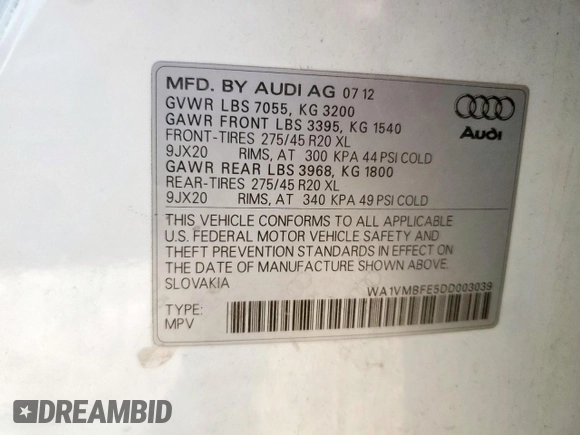 MFD. BY AUDI AG 07 12
GVWR LBS 7055, KG 3200
GAWR FRONT LBS 3395, KG 1540
FRONT-TIRES 275/45 R20 XL
9JX20 RIMS, AT 300 KPA 44 PSI COLD
GAWR REAR LBS 3968, KG 1800
REAR-TIRES 275/45 R20 XL
9JX20 RIMS, AT 340 KPA 49 PSI COLD
THIS VEHICLE CONFORMS TO ALL APPLICABLE
U.S. FEDERAL MOTOR VEHICLE SAFETY AND
THEFT PREVENTION STANDARDS IN EFFECT ON
THE DATE OF MANUFACTURE SHOWN ABOVE.
SLOVAKIA
WA1VMBFE5DD003039
TYPE:
MPV
Audi
DREAMBID